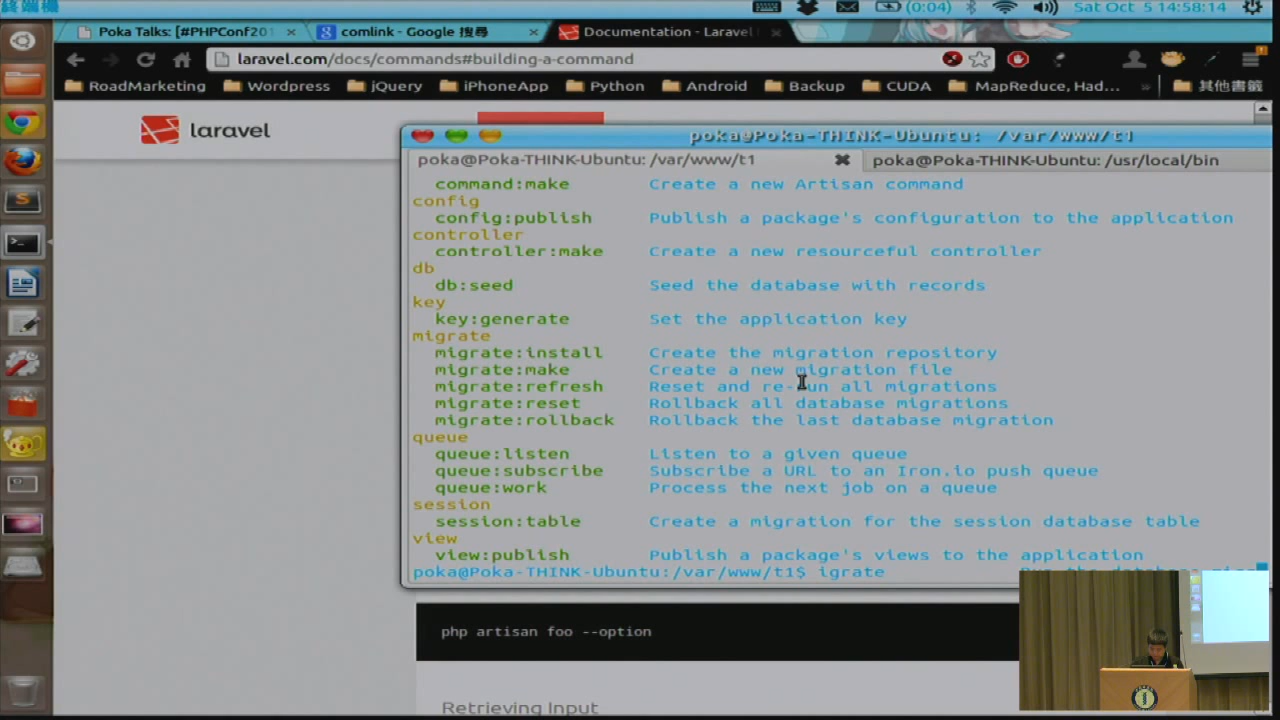 終端機
(0:04)
Sat Oct 5 14:58:14
Poka Talks: [#PHPConf201
comlink - Google 搜尋
Documentation - Laravel
laravel.com/docs/commands#building-a-command
RoadMarketing
Wordpress
jQuery
iPhoneApp
Python
Android
Backup
CUDA
MapReduce, Had...
»
其他書籤
laravel
poka@Poka-THINK-Ubuntu: /var/www/t1
poka@Poka-THINK-Ubuntu: /var/www/t1
poka@Poka-THINK-Ubuntu: /usr/local/bin
command:make Create a new Artisan command
config
config:publish Publish a package's configuration to the application
controller
controller:make Create a new resourceful controller
db
db:seed Seed the database with records
key
key:generate Set the application key
migrate
migrate:install Create the migration repository
migrate:make Create a new migration file
migrate:refresh Reset and re-run all migrations
migrate:reset Rollback all database migrations
migrate:rollback Rollback the last database migration
queue
queue:listen Listen to a given queue
queue:subscribe Subscribe a URL to an Iron.io push queue
queue:work Process the next job on a queue
session
session:table Create a migration for the session database table
view
view:publish Publish a package's views to the application
poka@Poka-THINK-Ubuntu:/var/www/t1$ igrate
php artisan foo --option
Retrieving Input